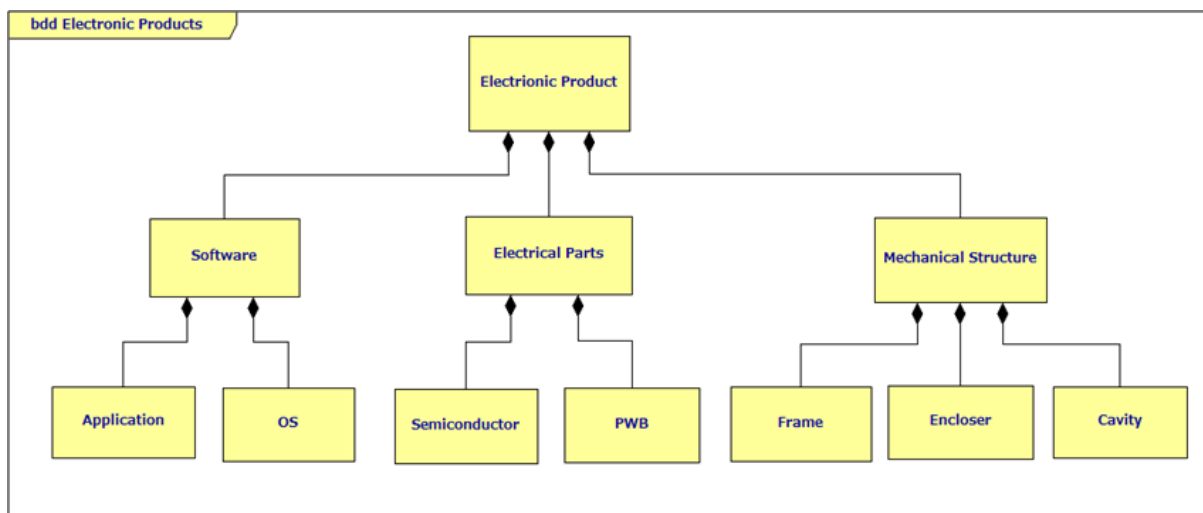 bdd Electronic Products
Electrionic Product
Software
Electrical Parts
Mechanical Structure
Application
OS
Semiconductor
PWB
Frame
Encloser
Cavity